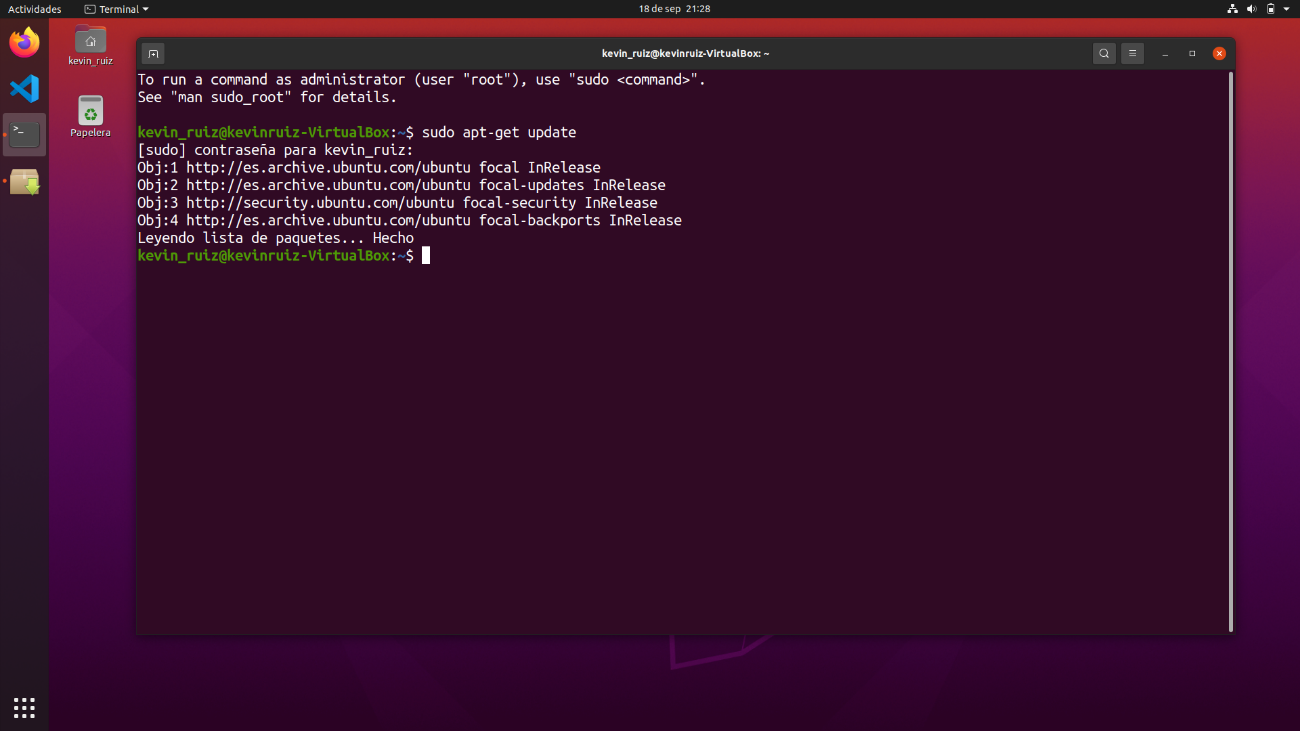 Actividades
Terminal
18 de sep 21:28
kevin_ruiz
Papelera
kevin_ruiz@kevinruiz-VirtualBox: ~
To run a command as administrator (user "root"), use "sudo <command>".
See "man sudo_root" for details.
kevin_ruiz@kevinruiz-VirtualBox:~$ sudo apt-get update
[sudo] contraseña para kevin_ruiz:
Obj:1 http://es.archive.ubuntu.com/ubuntu focal InRelease
Obj:2 http://es.archive.ubuntu.com/ubuntu focal-updates InRelease
Obj:3 http://security.ubuntu.com/ubuntu focal-security InRelease
Obj:4 http://es.archive.ubuntu.com/ubuntu focal-backports InRelease
Leyendo lista de paquetes... Hecho
kevin_ruiz@kevinruiz-VirtualBox:~$